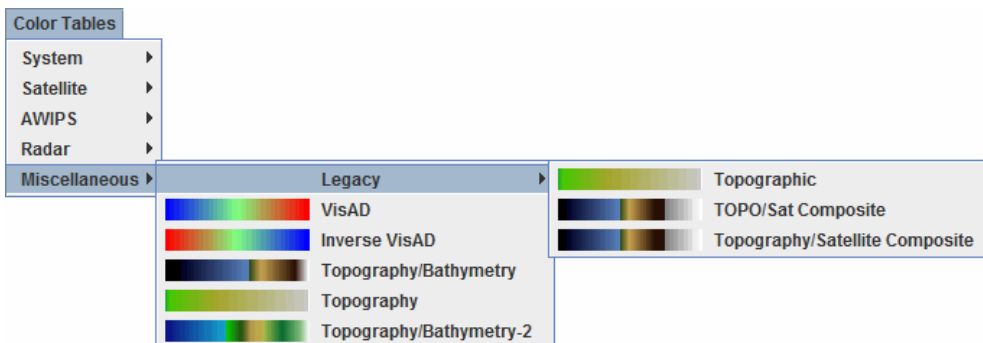 Color Tables
System
Satellite
AWIPS
Radar
Miscellaneous
Legacy
VisAD
Inverse VisAD
Topography/Bathymetry
Topography
Topography/Bathymetry-2
Topographic
TOPO/Sat Composite
Topography/Satellite Composite